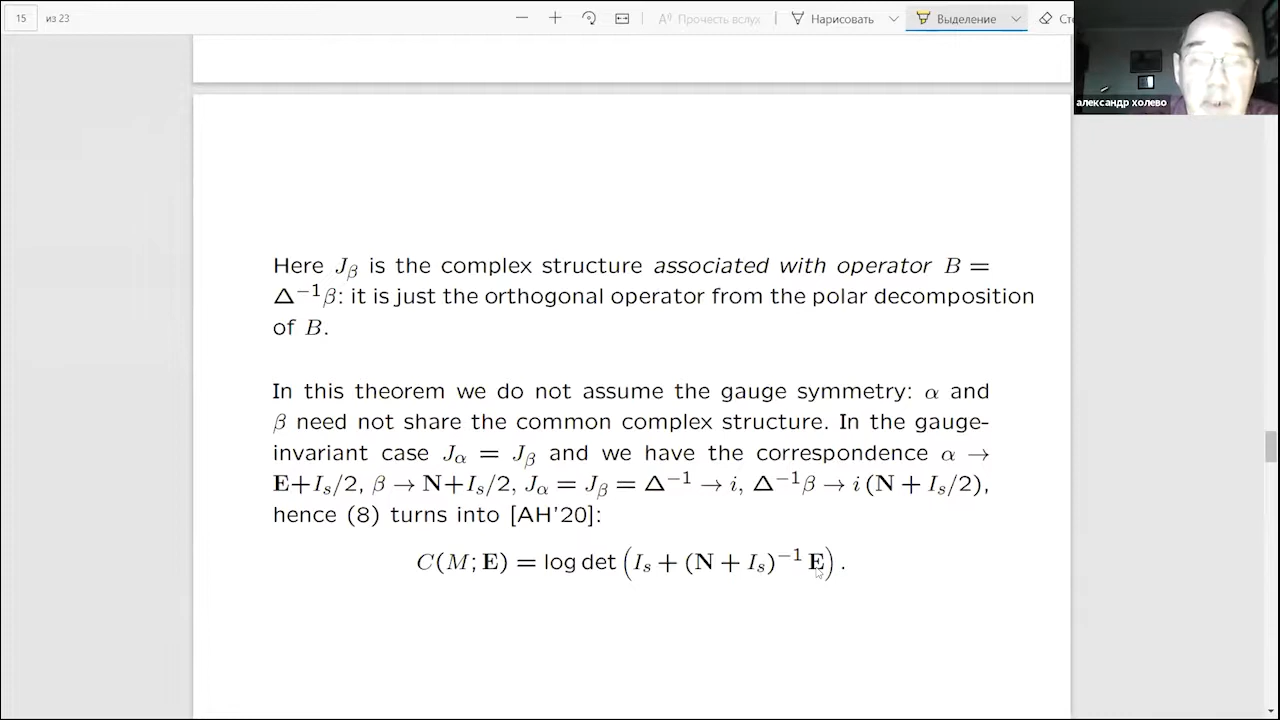 15 из 23
Прочесть вслух
Нарисовать
Выделение
александр холево
Here J_β is the complex structure associated with operator B =
Δ⁻¹β: it is just the orthogonal operator from the polar decomposition
of B.
In this theorem we do not assume the gauge symmetry: α and
β need not share the common complex structure. In the gauge-
invariant case J_α = J_β and we have the correspondence α →
E+I_s/2, β → N+I_s/2, J_α = J_β = Δ⁻¹ → i, Δ⁻¹β → i (N + I_s/2),
hence (8) turns into [AH'20]:
C(M; E) = log det (I_s + (N + I_s)⁻¹ E) .